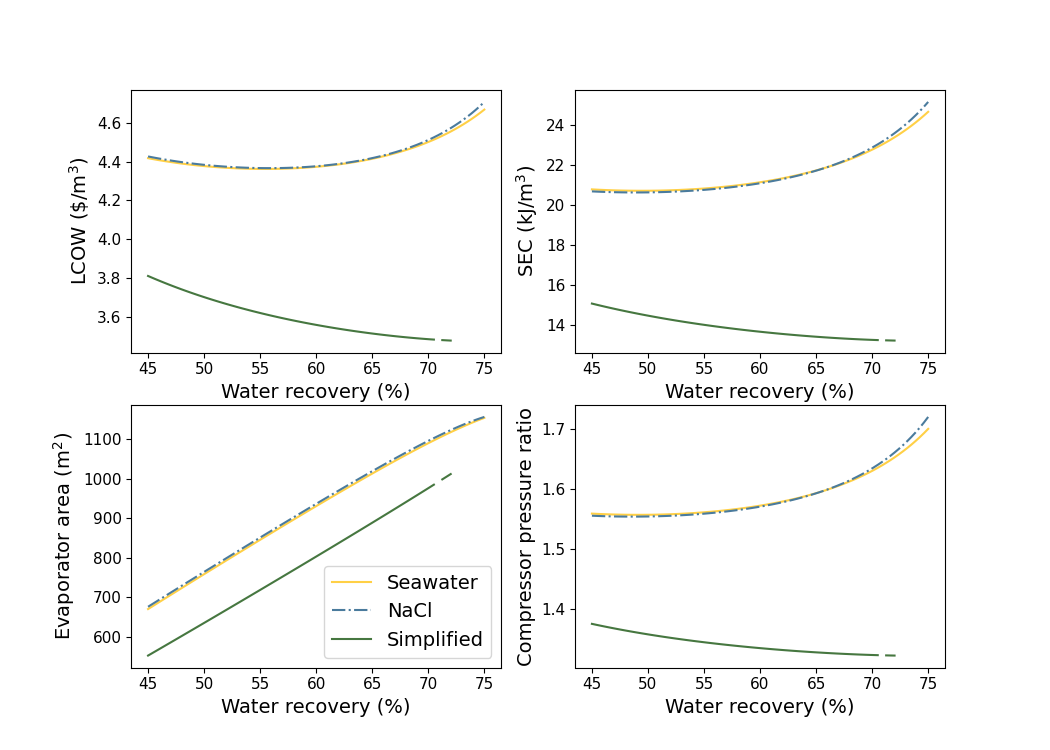 LCOW ($/m³)
4.6
4.4
4.2
4.0
3.8
3.6
45 50 55 60 65 70 75
Water recovery (%)
SEC (kJ/m³)
24
22
20
18
16
14
45 50 55 60 65 70 75
Water recovery (%)
Evaporator area (m²)
1100
1000
900
800
700
600
Seawater
NaCl
Simplified
45 50 55 60 65 70 75
Water recovery (%)
Compressor pressure ratio
1.7
1.6
1.5
1.4
45 50 55 60 65 70 75
Water recovery (%)